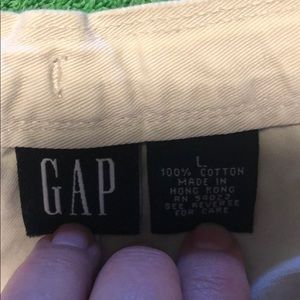 GAP
L
100% COTTON
MADE IN
HONG KONG
RN 54023
SEE REVERSE
FOR CARE